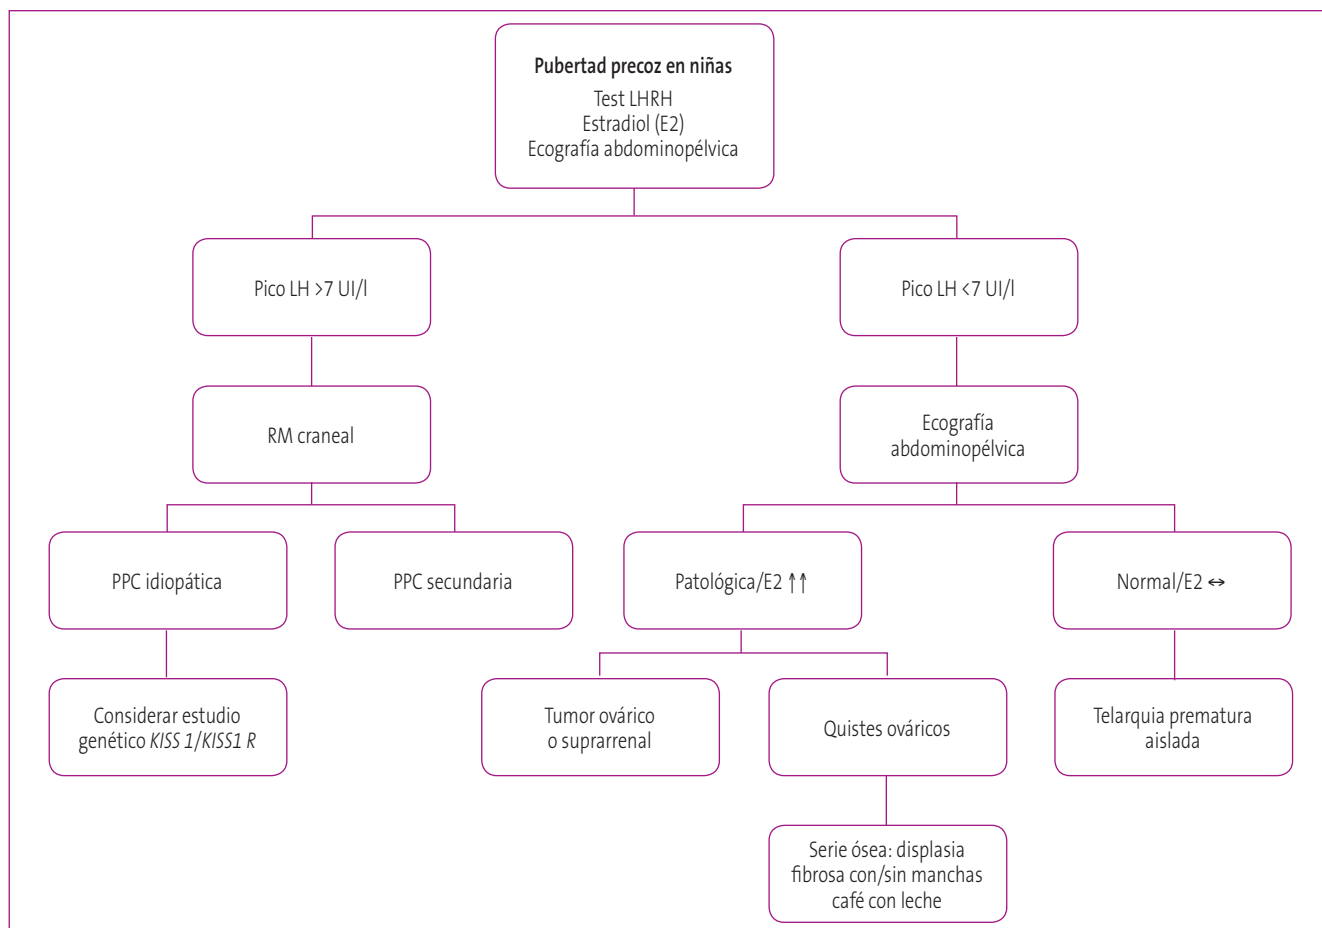 Pubertad precoz en niñas
Test LHRH
Estradiol (E2)
Ecografía abdominopélvica
Pico LH >7 UI/l
Pico LH <7 UI/l
RM craneal
Ecografía
abdominopélvica
PPC idiopática
PPC secundaria
Patológica/E2 ↑↑
Normal/E2 ↔
Considerar estudio
genético KISS 1/KISS1 R
Tumor ovárico
o suprarrenal
Quistes ováricos
Telarquia prematura
aislada
Serie ósea: displasia
fibrosa con/sin manchas
café con leche